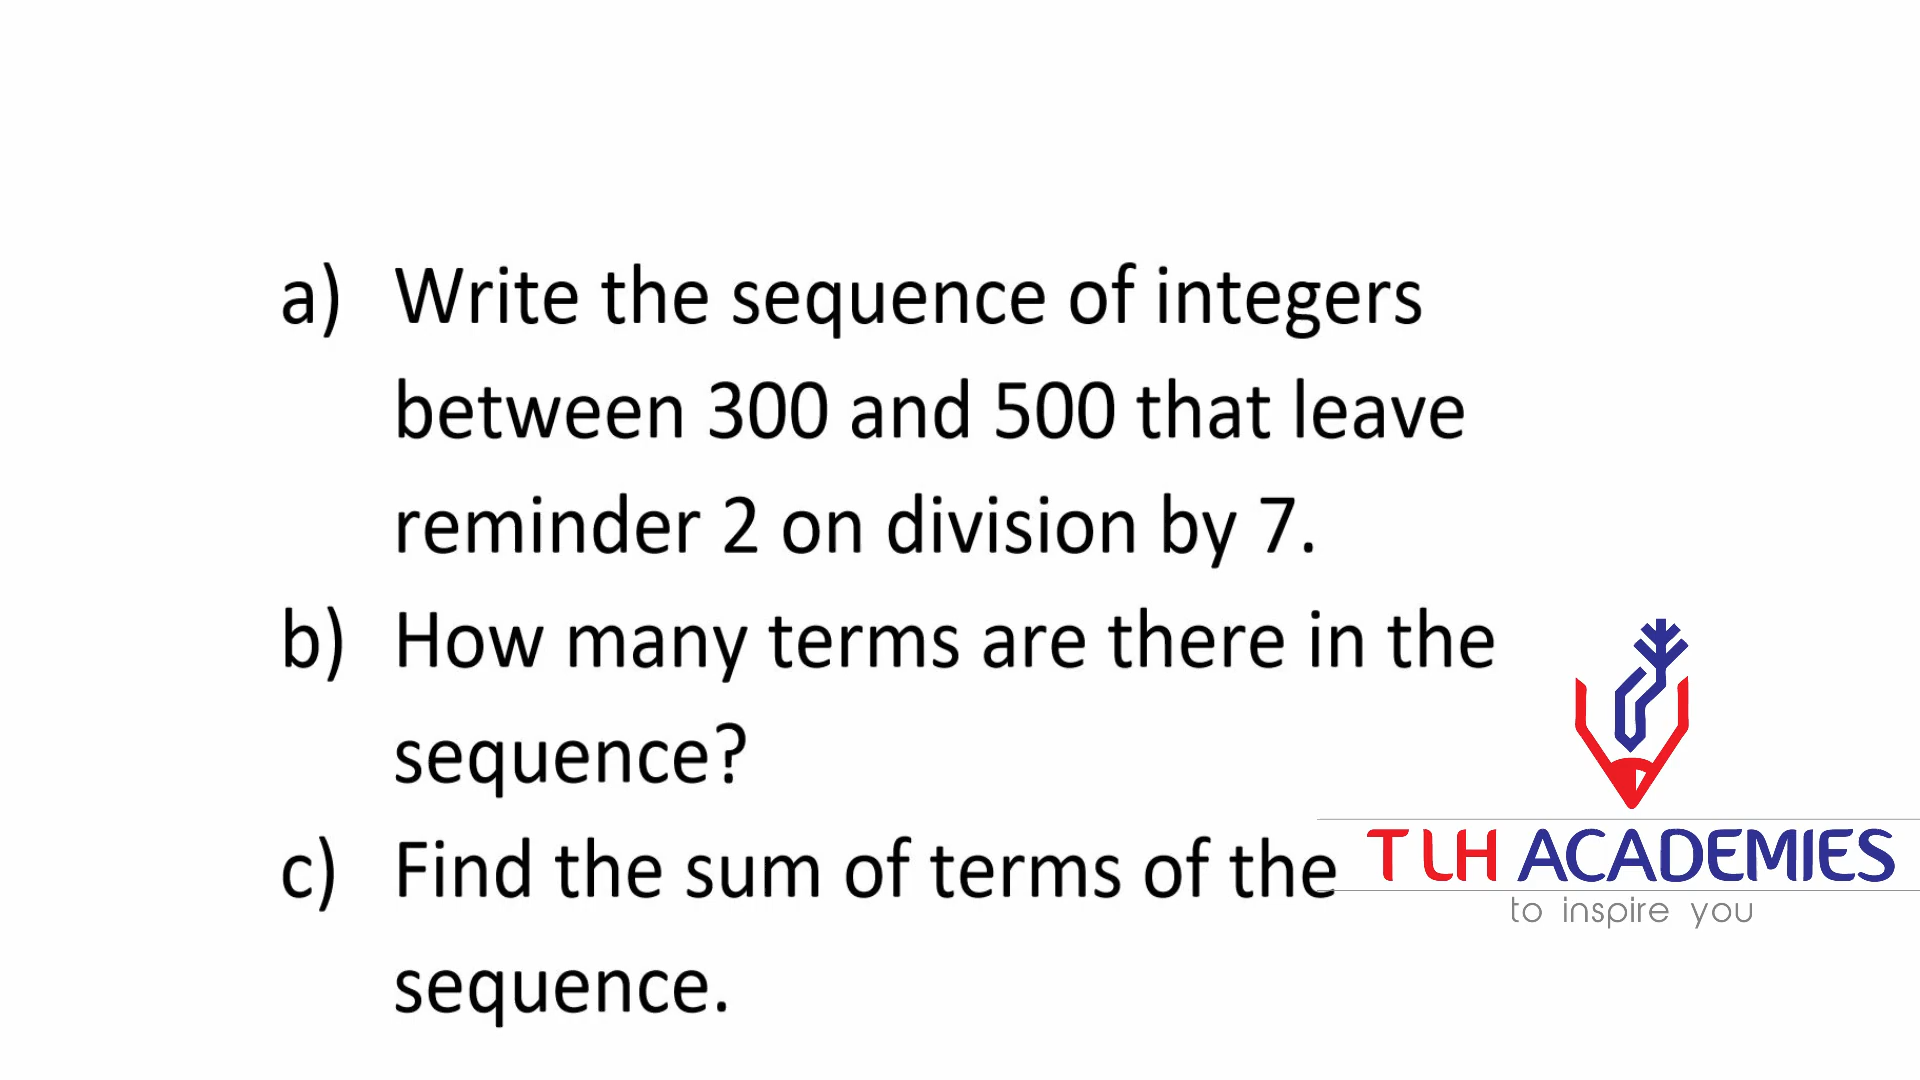 a) Write the sequence of integers
between 300 and 500 that leave
reminder 2 on division by 7.
b) How many terms are there in the
sequence?
c) Find the sum of terms of the
sequence.
TLH ACADEMIES
to inspire you